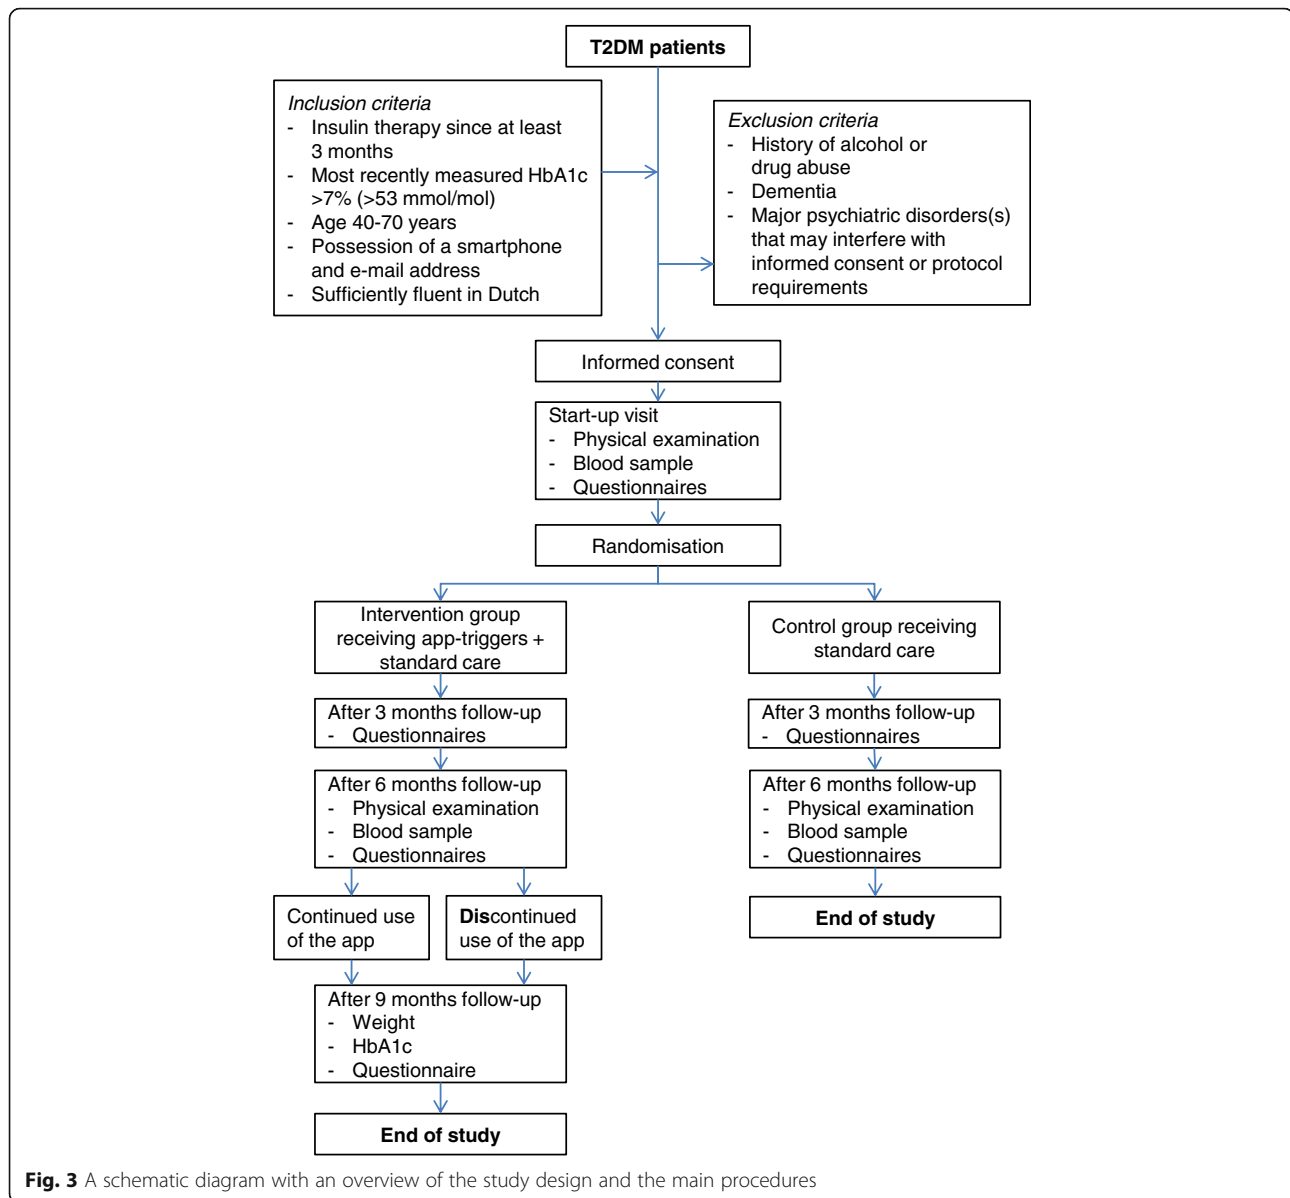 T2DM patients
Inclusion criteria
- Insulin therapy since at least
3 months
- Most recently measured HbA1c
>7% (>53 mmol/mol)
- Age 40-70 years
- Possession of a smartphone
and e-mail address
- Sufficiently fluent in Dutch
Exclusion criteria
- History of alcohol or
drug abuse
- Dementia
- Major psychiatric disorders(s)
that may interfere with
informed consent or protocol
requirements
Informed consent
Start-up visit
- Physical examination
- Blood sample
- Questionnaires
Randomisation
Intervention group
receiving app-triggers +
standard care
Control group receiving
standard care
After 3 months follow-up
- Questionnaires
After 3 months follow-up
- Questionnaires
After 6 months follow-up
- Physical examination
- Blood sample
- Questionnaires
After 6 months follow-up
- Physical examination
- Blood sample
- Questionnaires
Continued use
of the app
Discontinued
use of the app
End of study
After 9 months follow-up
- Weight
- HbA1c
- Questionnaire
End of study
Fig. 3 A schematic diagram with an overview of the study design and the main procedures